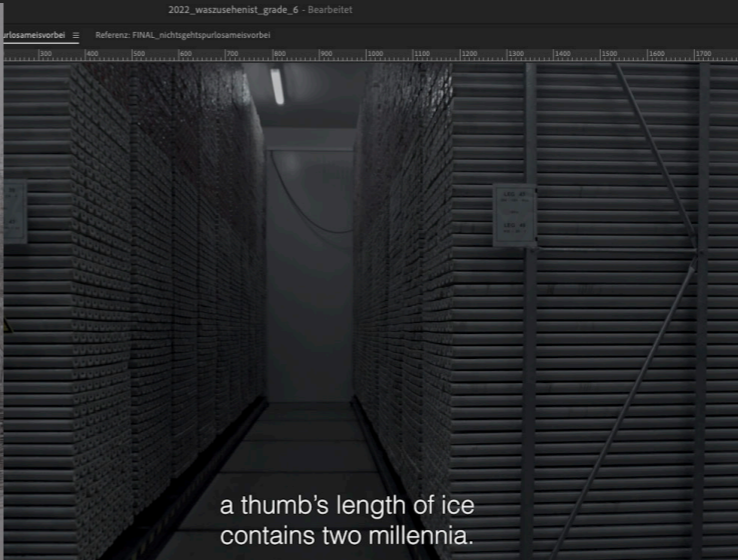 2022_waszusehenist_grade_6 - Bearbeitet
urlosameisvorbei Referenz: FINAL_nichtsgehtspurlosameisvorbei
300 400 500 600 700 800 900 1000 1100 1200 1300 1400 1500 1600 1700
a thumb's length of ice
contains two millennia.